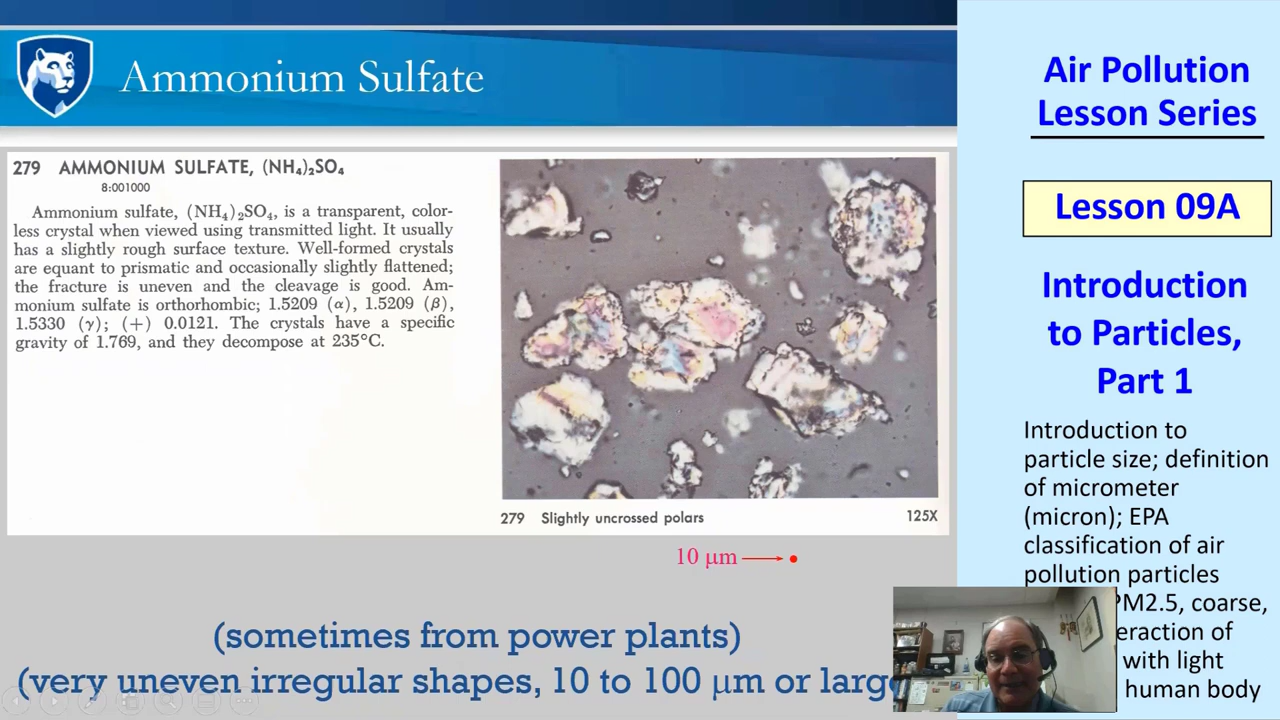 Ammonium Sulfate
279 AMMONIUM SULFATE, (NH₄)₂SO₄
8:001000
Ammonium sulfate, (NH₄)₂SO₄, is a transparent, color-
less crystal when viewed using transmitted light. It usually
has a slightly rough surface texture. Well-formed crystals
are equant to prismatic and occasionally slightly flattened;
the fracture is uneven and the cleavage is good. Am-
monium sulfate is orthorhombic; 1.5209 (α), 1.5209 (β),
1.5330 (γ); (+) 0.0121. The crystals have a specific
gravity of 1.769, and they decompose at 235°C.
279 Slightly uncrossed polars 125X
10 μm
(sometimes from power plants)
(very uneven irregular shapes, 10 to 100 μm or
Air Pollution
Lesson Series
Lesson 09A
Introduction
to Particles,
Part 1
Introduction to
particle size; definition
of micrometer
(micron); EPA
classification of air
pollution particles
PM2.5, coarse,
of
with light
human body